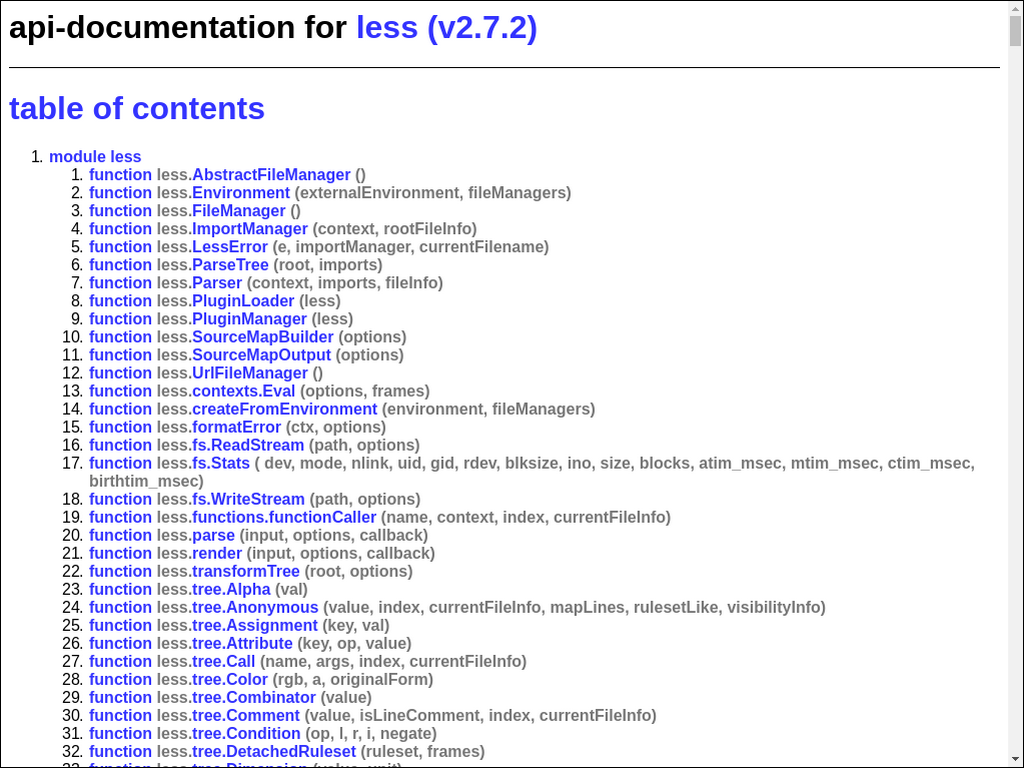 api-documentation for less (v2.7.2)
table of contents
1. module less
1. function less.AbstractFileManager ()
2. function less.Environment (externalEnvironment, fileManagers)
3. function less.FileManager ()
4. function less.ImportManager (context, rootFileInfo)
5. function less.LessError (e, importManager, currentFilename)
6. function less.ParseTree (root, imports)
7. function less.Parser (context, imports, fileInfo)
8. function less.PluginLoader (less)
9. function less.PluginManager (less)
10. function less.SourceMapBuilder (options)
11. function less.SourceMapOutput (options)
12. function less.UrlFileManager ()
13. function less.contexts.Eval (options, frames)
14. function less.createFromEnvironment (environment, fileManagers)
15. function less.formatError (ctx, options)
16. function less.fs.ReadStream (path, options)
17. function less.fs.Stats ( dev, mode, nlink, uid, gid, rdev, blksize, ino, size, blocks, atim_msec, mtim_msec, ctim_msec,
birthtim_msec)
18. function less.fs.WriteStream (path, options)
19. function less.functions.functionCaller (name, context, index, currentFileInfo)
20. function less.parse (input, options, callback)
21. function less.render (input, options, callback)
22. function less.transformTree (root, options)
23. function less.tree.Alpha (val)
24. function less.tree.Anonymous (value, index, currentFileInfo, mapLines, rulesetLike, visibilityInfo)
25. function less.tree.Assignment (key, val)
26. function less.tree.Attribute (key, op, value)
27. function less.tree.Call (name, args, index, currentFileInfo)
28. function less.tree.Color (rgb, a, originalForm)
29. function less.tree.Combinator (value)
30. function less.tree.Comment (value, isLineComment, index, currentFileInfo)
31. function less.tree.Condition (op, l, r, i, negate)
32. function less.tree.DetachedRuleset (ruleset, frames)
33. function less.tree.Dimension (value, unit)